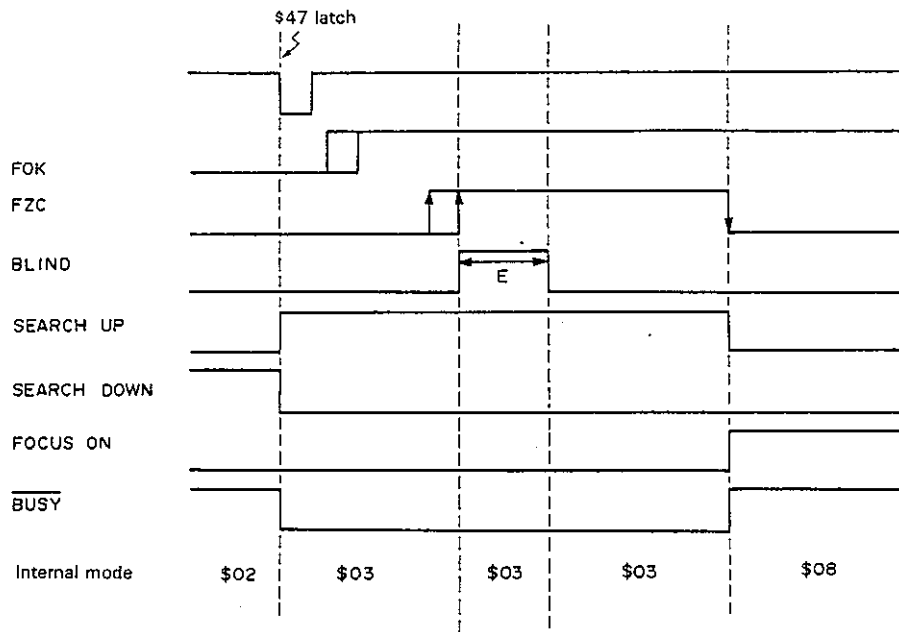 $47 latch
FOK
FZC
BLIND
E
SEARCH UP
SEARCH DOWN
FOCUS ON
BUSY
Internal mode $02 $03 $03 $03 $08